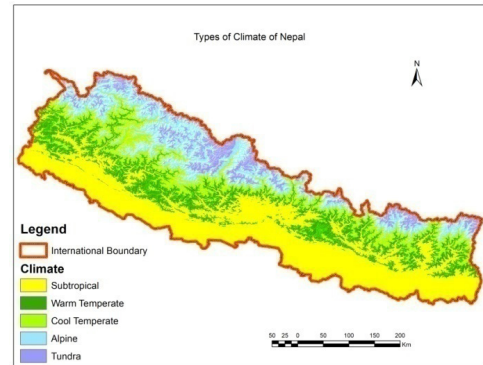 Types of Climate of Nepal
N
Legend
International Boundary
Climate
Subtropical
Warm Temperate
Cool Temperate
Alpine
Tundra
50 25 0 50 100 150 200
Km